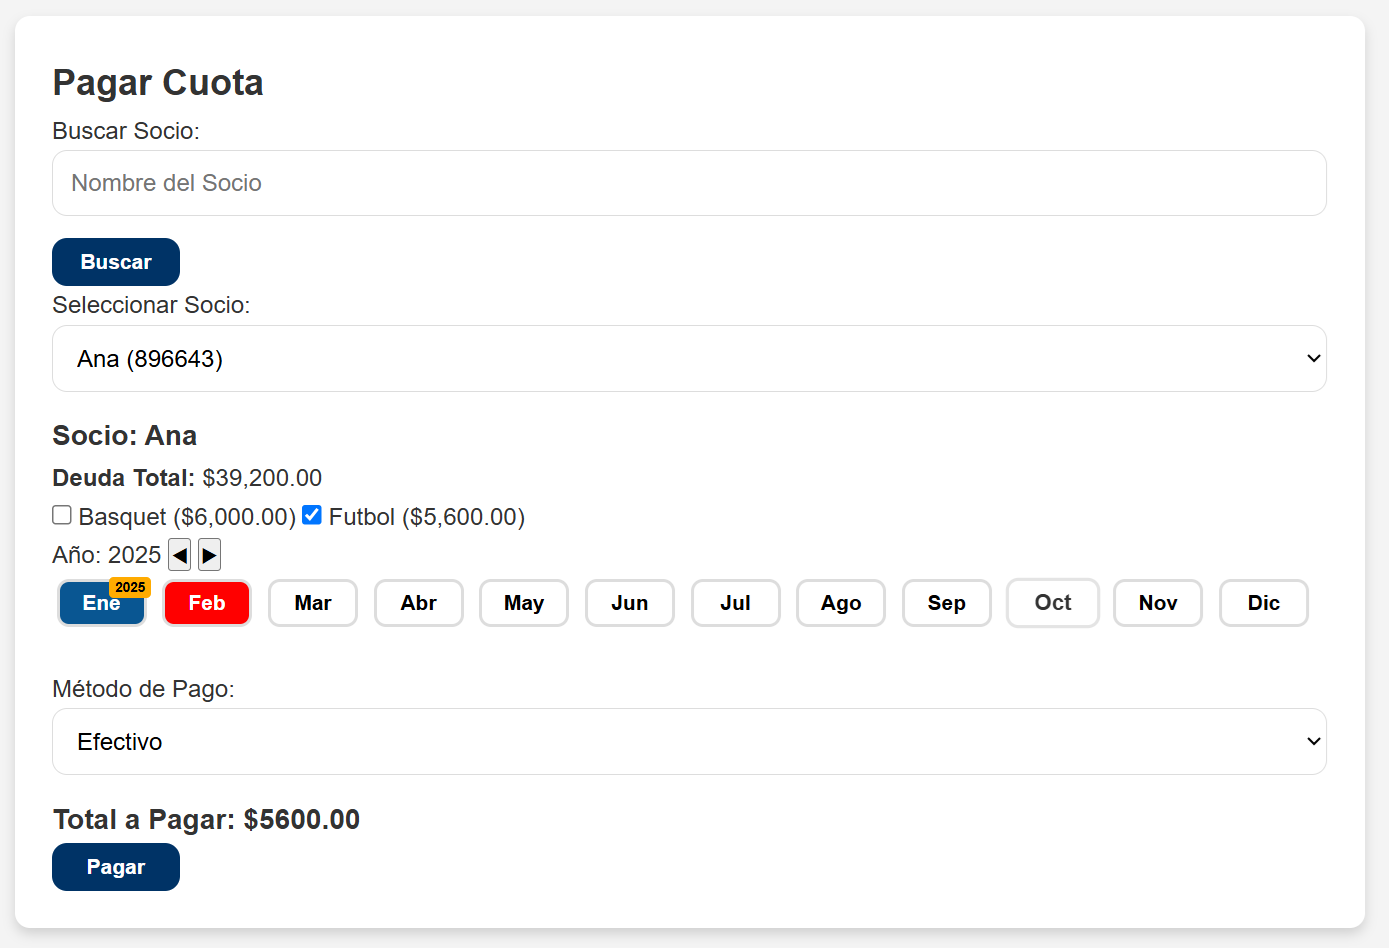 Pagar Cuota
Buscar Socio:
Nombre del Socio
Buscar
Seleccionar Socio:
Ana (896643)
Socio: Ana
Deuda Total: $39,200.00
Basquet ($6,000.00) Futbol ($5,600.00)
Año: 2025 ◀ ▶
2025
Ene Feb Mar Abr May Jun Jul Ago Sep Oct Nov Dic
Método de Pago:
Efectivo
Total a Pagar: $5600.00
Pagar